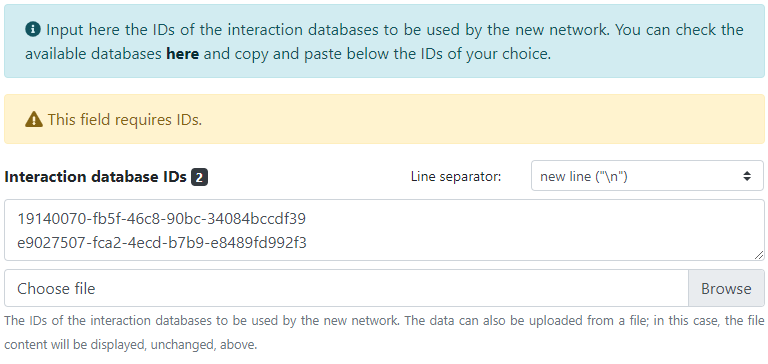 Input here the IDs of the interaction databases to be used by the new network. You can check the
available databases here and copy and paste below the IDs of your choice.
This field requires IDs.
Interaction database IDs 2
Line separator:
new line ("\n")
19140070-fb5f-46c8-90bc-34084bccdf39
e9027507-fca2-4ecd-b7b9-e8489fd992f3
Choose file
Browse
The IDs of the interaction databases to be used by the new network. The data can also be uploaded from a file; in this case, the file
content will be displayed, unchanged, above.